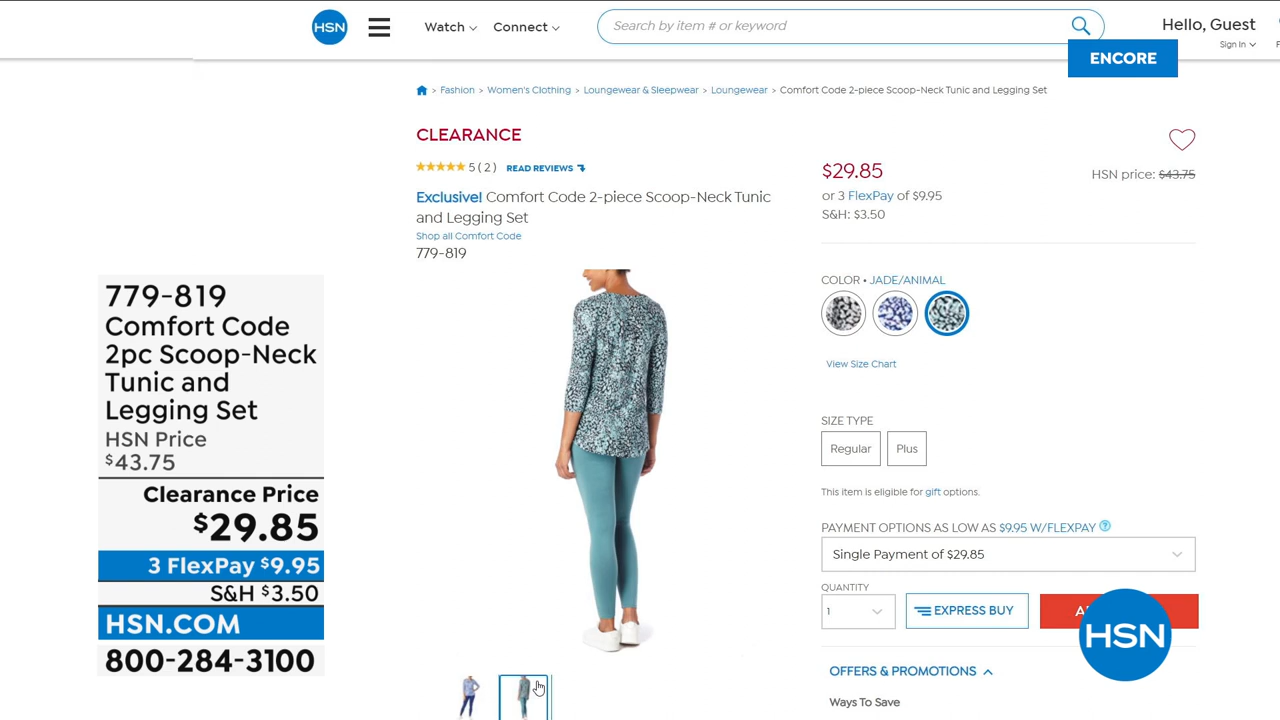 HSN
Watch
Connect
Search by item # or keyword
Hello, Guest
Sign In
ENCORE
Fashion > Women's Clothing > Loungewear & Sleepwear > Loungewear > Comfort Code 2-piece Scoop-Neck Tunic and Legging Set
CLEARANCE
5 ( 2 ) READ REVIEWS
Exclusive! Comfort Code 2-piece Scoop-Neck Tunic
and Legging Set
Shop all Comfort Code
779-819
$29.85
HSN price: $43.75
or 3 FlexPay of $9.95
S&H: $3.50
COLOR • JADE/ANIMAL
View Size Chart
SIZE TYPE
Regular
Plus
This item is eligible for gift options.
PAYMENT OPTIONS AS LOW AS $9.95 W/FLEXPAY ?
Single Payment of $29.85
QUANTITY
1
EXPRESS BUY
HSN
OFFERS & PROMOTIONS
Ways To Save
779-819
Comfort Code
2pc Scoop-Neck
Tunic and
Legging Set
HSN Price
$43.75
Clearance Price
$29.85
3 FlexPay $9.95
S&H $3.50
HSN.COM
800-284-3100